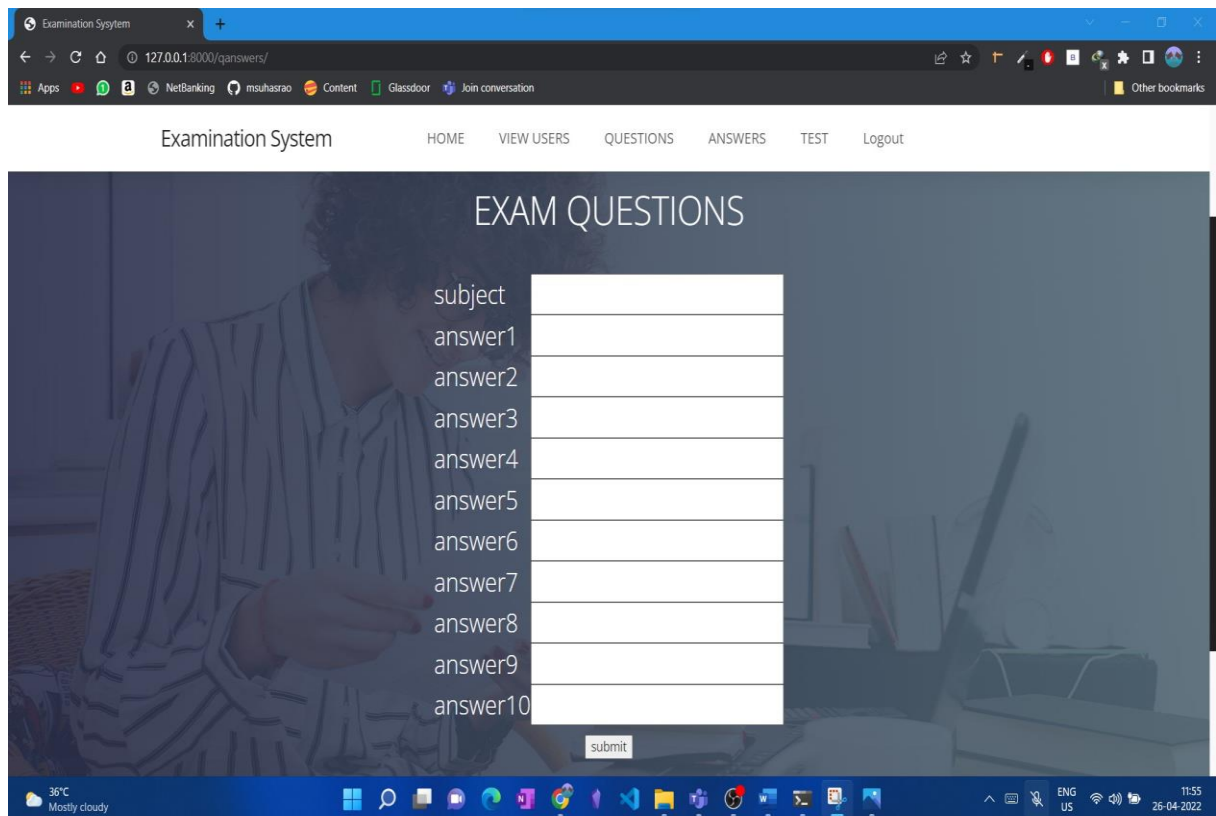 Examination Sysytem
127.0.0.1:8000/qanswers/
Apps NetBanking msuhasrao Content Glassdoor Join conversation Other bookmarks
Examination System HOME VIEW USERS QUESTIONS ANSWERS TEST Logout
EXAM QUESTIONS
subject
answer1
answer2
answer3
answer4
answer5
answer6
answer7
answer8
answer9
answer10
submit
36°C
Mostly cloudy
ENG
US
11:55
26-04-2022